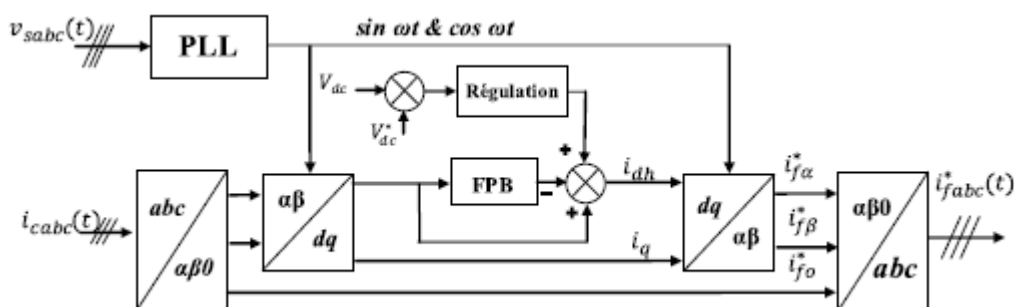 v_sabc(t)
PLL
sin ωt & cos ωt
V_dc
V*_dc
Régulation
+
i_cabc(t)
abc
αβ0
αβ
dq
FPB
−
+
i_dh
i_q
dq
αβ
i*_fα
i*_fβ
i*_fo
αβ0
abc
i*_fabc(t)